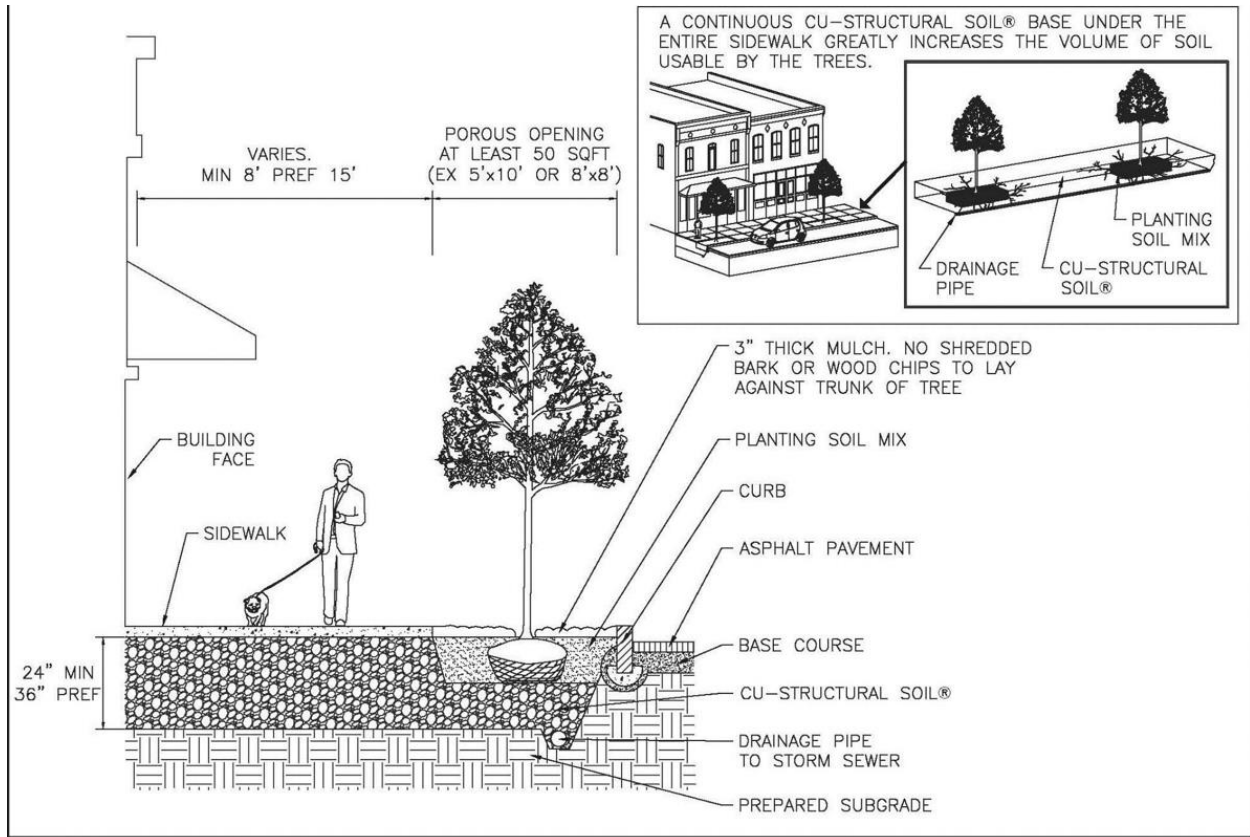 A CONTINUOUS CU-STRUCTURAL SOIL® BASE UNDER THE
ENTIRE SIDEWALK GREATLY INCREASES THE VOLUME OF SOIL
USABLE BY THE TREES.
PLANTING
SOIL MIX
DRAINAGE
PIPE
CU-STRUCTURAL
SOIL®
VARIES.
MIN 8' PREF 15'
POROUS OPENING
AT LEAST 50 SQFT
(EX 5'x10' OR 8'x8')
3" THICK MULCH. NO SHREDDED
BARK OR WOOD CHIPS TO LAY
AGAINST TRUNK OF TREE
BUILDING
FACE
PLANTING SOIL MIX
CURB
SIDEWALK
ASPHALT PAVEMENT
BASE COURSE
24" MIN
36" PREF
CU-STRUCTURAL SOIL®
DRAINAGE PIPE
TO STORM SEWER
PREPARED SUBGRADE